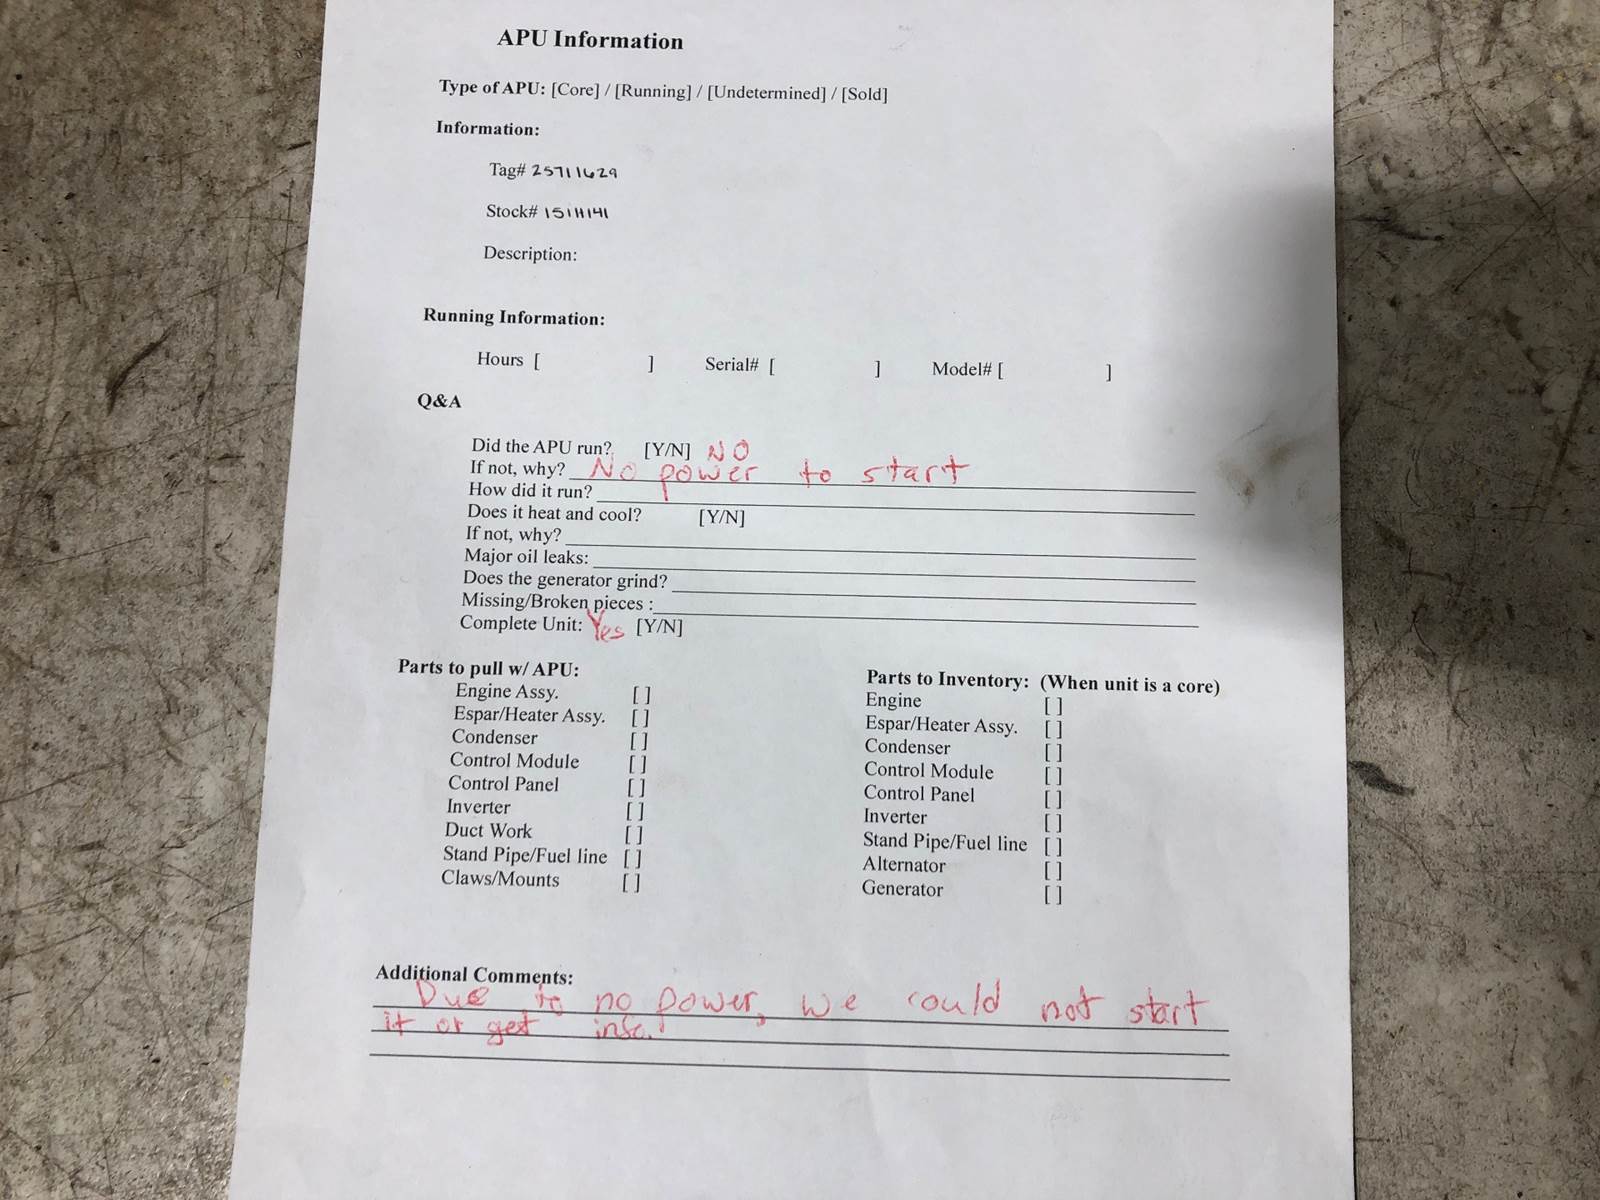 APU Information
Type of APU: [Core] / [Running] / [Undetermined] / [Sold]
Information:
Tag# 25711629
Stock# 1511141
Description:
Running Information:
Hours [ ] Serial# [ ] Model# [ ]
Q&A
Did the APU run? [Y/N] NO
If not, why? No power to start
How did it run?
Does it heat and cool? [Y/N]
If not, why?
Major oil leaks:
Does the generator grind?
Missing/Broken pieces :
Complete Unit: Yes [Y/N]
Parts to pull w/ APU:
Engine Assy. [ ]
Espar/Heater Assy. [ ]
Condenser [ ]
Control Module [ ]
Control Panel [ ]
Inverter [ ]
Duct Work [ ]
Stand Pipe/Fuel line [ ]
Claws/Mounts [ ]
Parts to Inventory: (When unit is a core)
Engine [ ]
Espar/Heater Assy. [ ]
Condenser [ ]
Control Module [ ]
Control Panel [ ]
Inverter [ ]
Stand Pipe/Fuel line [ ]
Alternator [ ]
Generator [ ]
Additional Comments:
Due to no power, we could not start
it or get info.